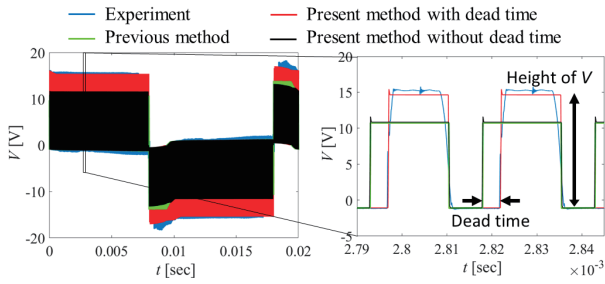 Experiment
Present method with dead time
Previous method
Present method without dead time
20
10
0
-10
-20
V [V]
0
0.005
0.01
0.015
0.02
t [sec]
20
15
10
5
0
-5
V [V]
Height of V
Dead time
2.79
2.8
2.81
2.82
2.83
2.84
×10⁻³
t [sec]